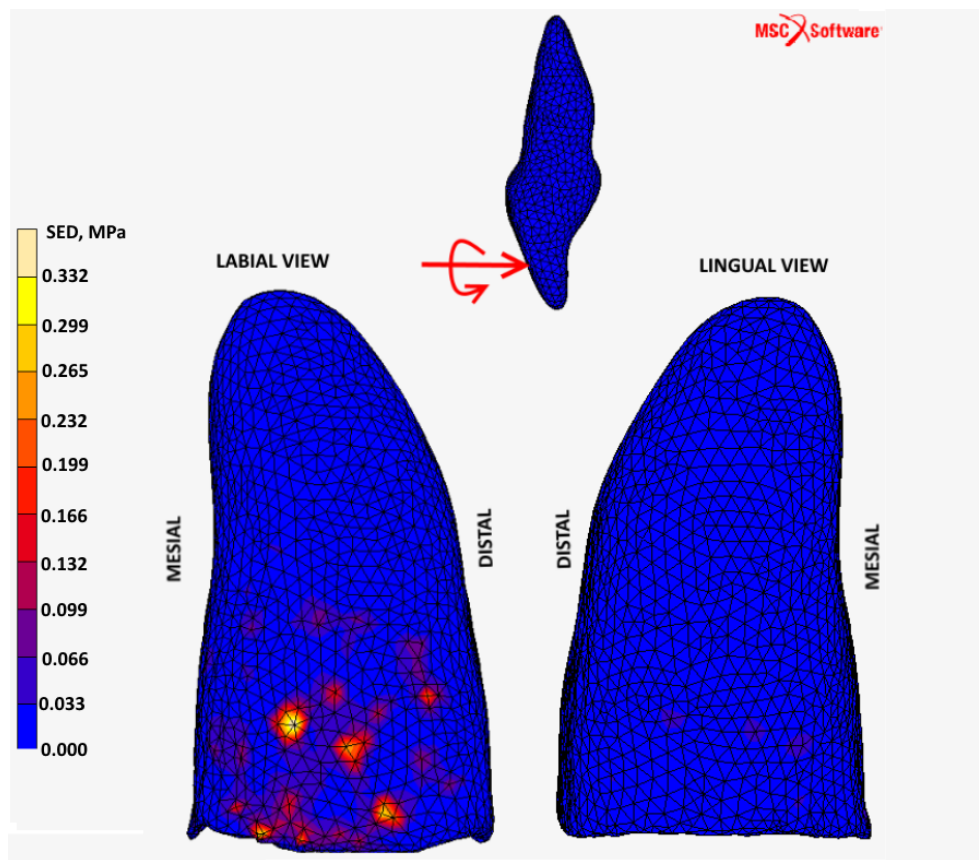 MSC Software
SED, MPa
0.332
0.299
0.265
0.232
0.199
0.166
0.132
0.099
0.066
0.033
0.000
LABIAL VIEW
LINGUAL VIEW
MESIAL
DISTAL
DISTAL
MESIAL